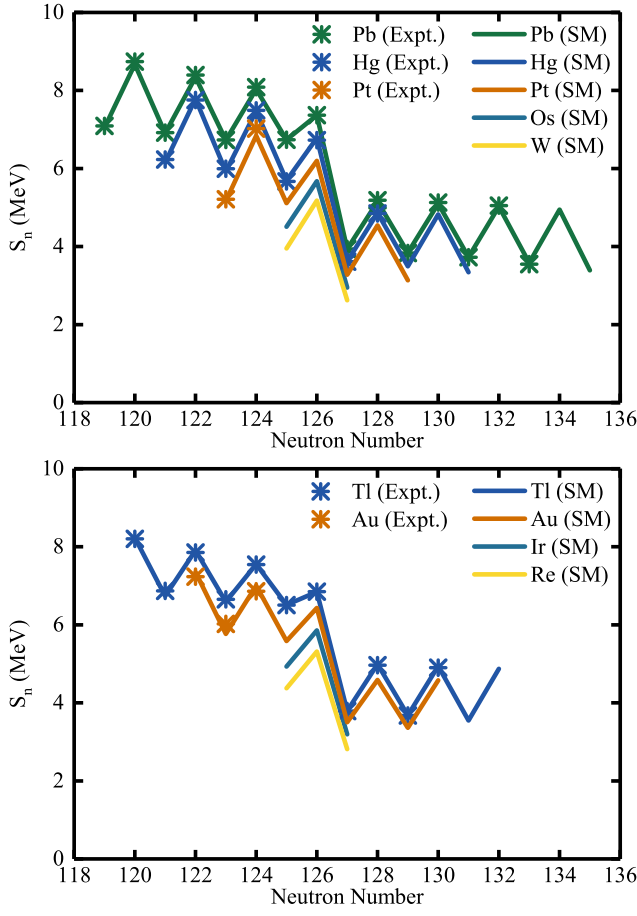 10
8
6
4
2
0
S_n (MeV)
Pb (Expt.)
Hg (Expt.)
Pt (Expt.)
Pb (SM)
Hg (SM)
Pt (SM)
Os (SM)
W (SM)
118 120 122 124 126 128 130 132 134 136
Neutron Number
10
8
6
4
2
0
S_n (MeV)
Tl (Expt.)
Au (Expt.)
Tl (SM)
Au (SM)
Ir (SM)
Re (SM)
118 120 122 124 126 128 130 132 134 136
Neutron Number